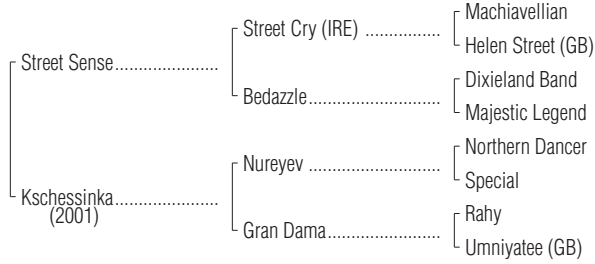 Machiavellian
Street Cry (IRE) ..................
Helen Street (GB)
Street Sense.........................
Dixieland Band
Bedazzle................................
Majestic Legend
Northern Dancer
Nureyev ................................
Special
Kschessinka.........................
(2001)
Rahy
Gran Dama...........................
Umniyatee (GB)